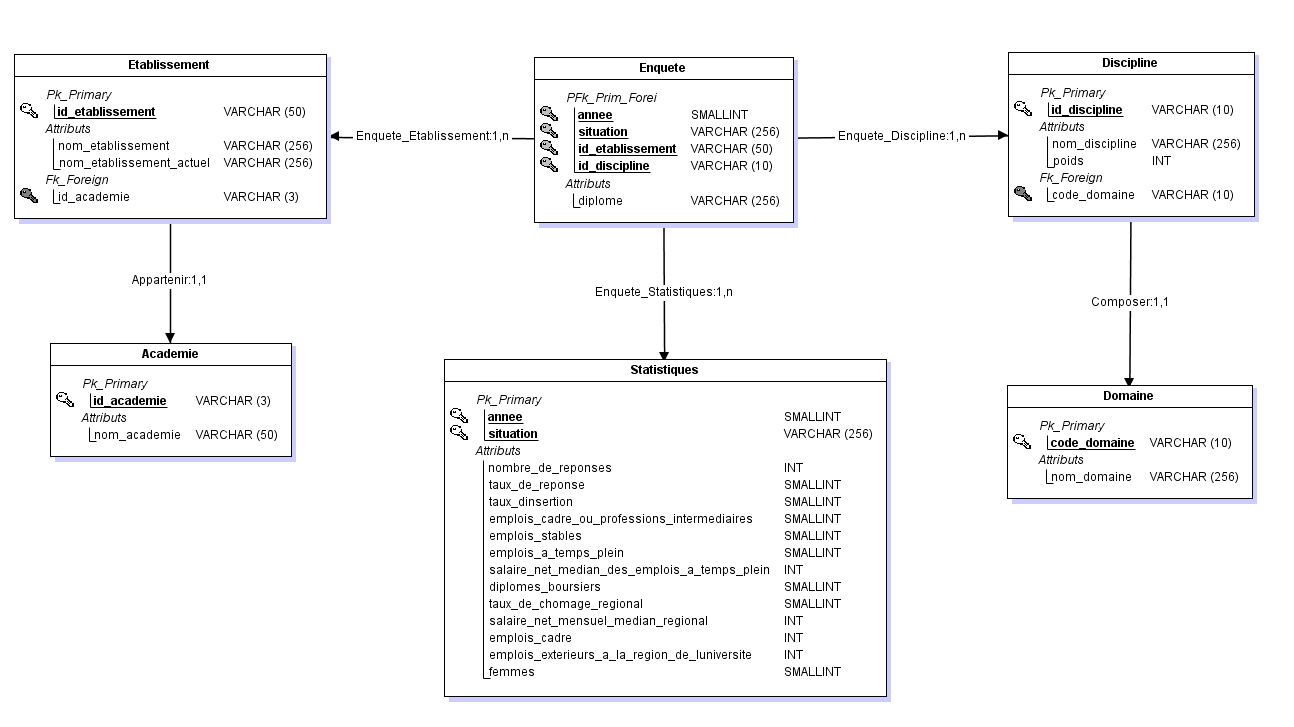 Etablissement
Pk_Primary
id_etablissement VARCHAR (50)
Attributs
nom_etablissement VARCHAR (256)
nom_etablissement_actuel VARCHAR (256)
Fk_Foreign
id_academie VARCHAR (3)
Enquete_Etablissement:1,n
Enquete
PFk_Prim_Forei
annee SMALLINT
situation VARCHAR (256)
id_etablissement VARCHAR (50)
id_discipline VARCHAR (10)
Attributs
diplome VARCHAR (256)
Enquete_Discipline:1,n
Discipline
Pk_Primary
id_discipline VARCHAR (10)
Attributs
nom_discipline VARCHAR (256)
poids INT
Fk_Foreign
code_domaine VARCHAR (10)
Appartenir:1,1
Enquete_Statistiques:1,n
Composer:1,1
Academie
Pk_Primary
id_academie VARCHAR (3)
Attributs
nom_academie VARCHAR (50)
Statistiques
Pk_Primary
annee SMALLINT
situation VARCHAR (256)
Attributs
nombre_de_reponses INT
taux_de_reponse SMALLINT
taux_dinsertion SMALLINT
emplois_cadre_ou_professions_intermediaires SMALLINT
emplois_stables SMALLINT
emplois_a_temps_plein SMALLINT
salaire_net_median_des_emplois_a_temps_plein INT
diplomes_boursiers SMALLINT
taux_de_chomage_regional SMALLINT
salaire_net_mensuel_median_regional INT
emplois_cadre INT
emplois_exterieurs_a_la_region_de_luniversite INT
femmes SMALLINT
Domaine
Pk_Primary
code_domaine VARCHAR (10)
Attributs
nom_domaine VARCHAR (256)